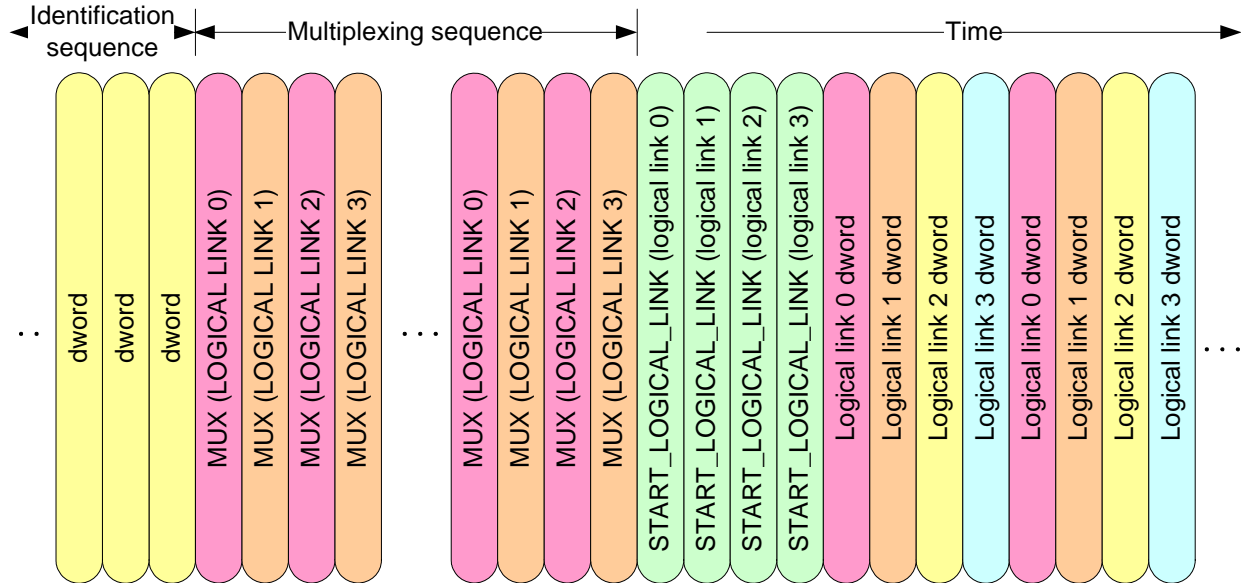 Identification
sequence
Multiplexing sequence
Time
. .
dword
dword
dword
MUX (LOGICAL LINK 0)
MUX (LOGICAL LINK 1)
MUX (LOGICAL LINK 2)
MUX (LOGICAL LINK 3)
. . .
MUX (LOGICAL LINK 0)
MUX (LOGICAL LINK 1)
MUX (LOGICAL LINK 2)
MUX (LOGICAL LINK 3)
START_LOGICAL_LINK (logical link 0)
START_LOGICAL_LINK (logical link 1)
START_LOGICAL_LINK (logical link 2)
START_LOGICAL_LINK (logical link 3)
Logical link 0 dword
Logical link 1 dword
Logical link 2 dword
Logical link 3 dword
Logical link 0 dword
Logical link 1 dword
Logical link 2 dword
Logical link 3 dword
. . .